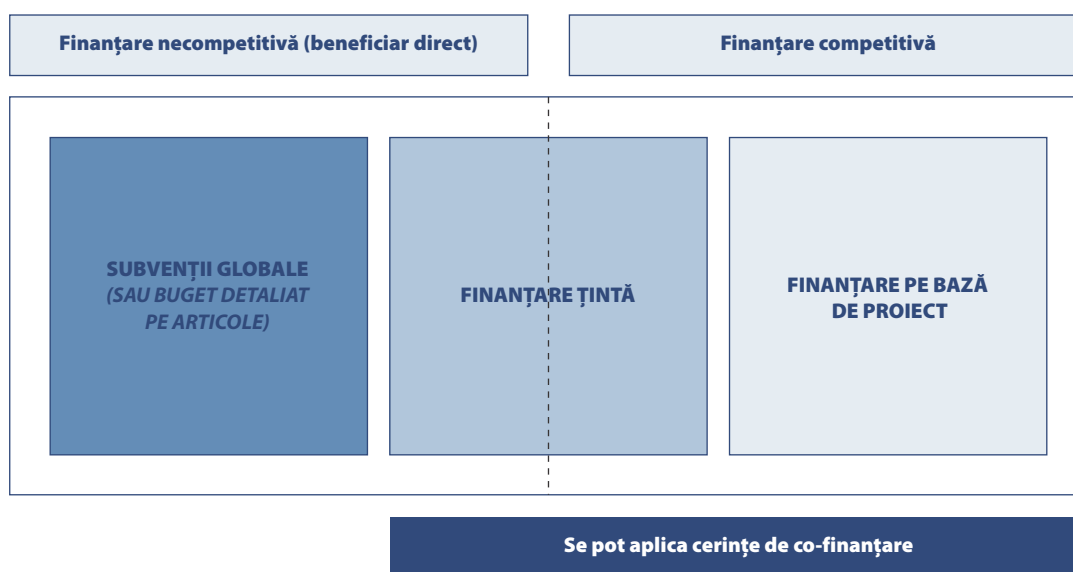 Finanțare necompetitivă (beneficiar direct)
Finanțare competitivă
SUBVENȚII GLOBALE
(SAU BUGET DETALIAT
PE ARTICOLE)
FINANȚARE ȚINTĂ
FINANȚARE PE BAZĂ
DE PROIECT
Se pot aplica cerințe de co-finanțare